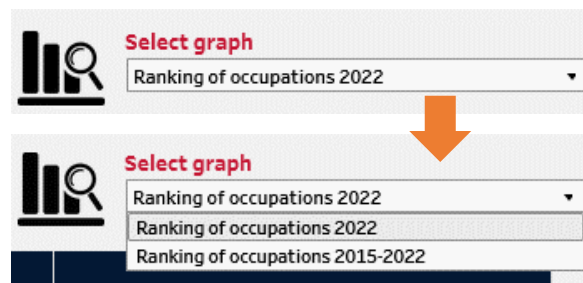 Select graph
Ranking of occupations 2022
Select graph
Ranking of occupations 2022
Ranking of occupations 2022
Ranking of occupations 2015-2022